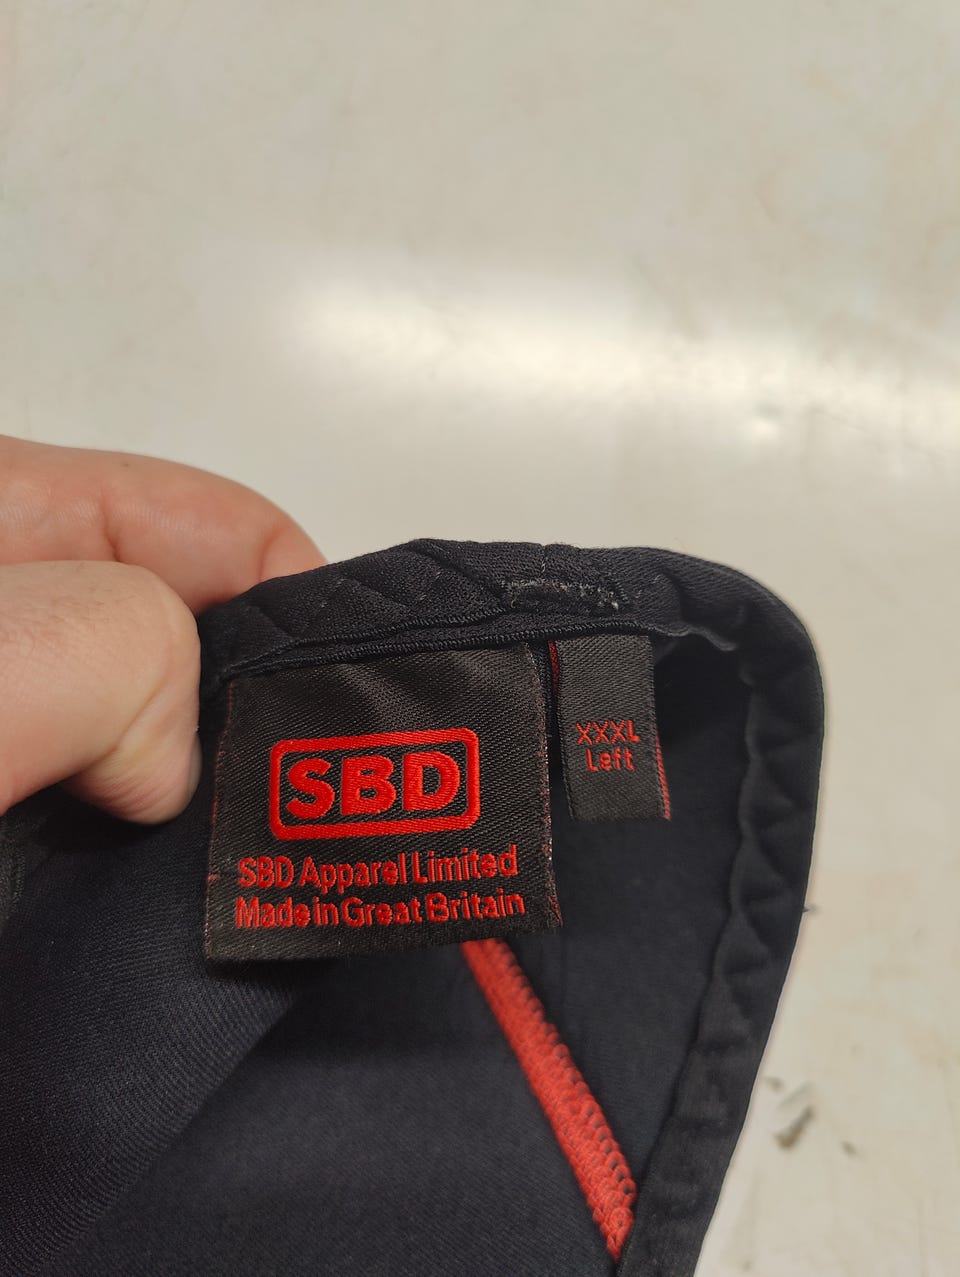 SBD
SBD Apparel Limited
Made in Great Britain
XXXL
Left